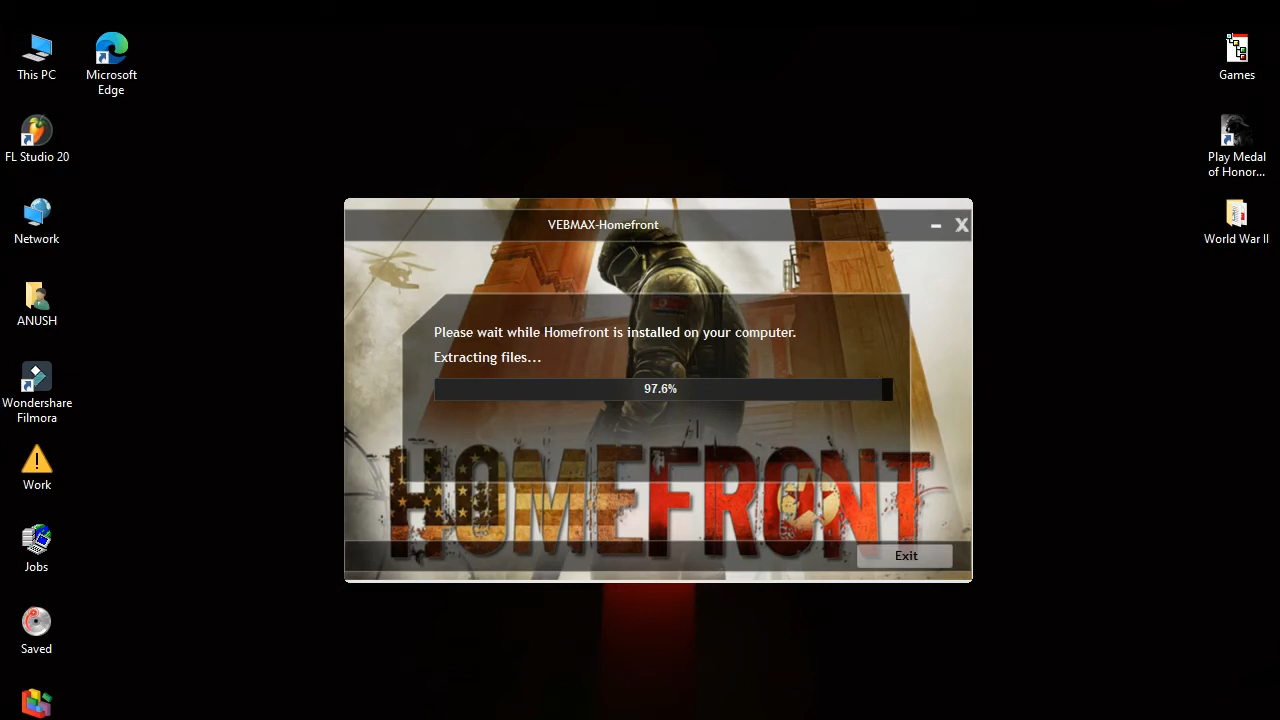 This PC
Microsoft
Edge
FL Studio 20
Network
ANUSH
Wondershare
Filmora
Work
Jobs
Saved
VEBMAX-Homefront
X
Please wait while Homefront is installed on your computer.
Extracting files...
97.6%
HOMEFRONT
Exit
Games
Play Medal
of Honor...
World War II